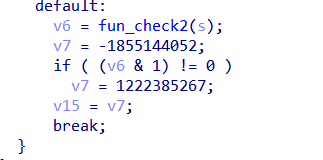 default:
v6 = fun_check2(s);
v7 = -1855144052;
if ( (v6 & 1) != 0 )
v7 = 1222385267;
v15 = v7;
break;
}